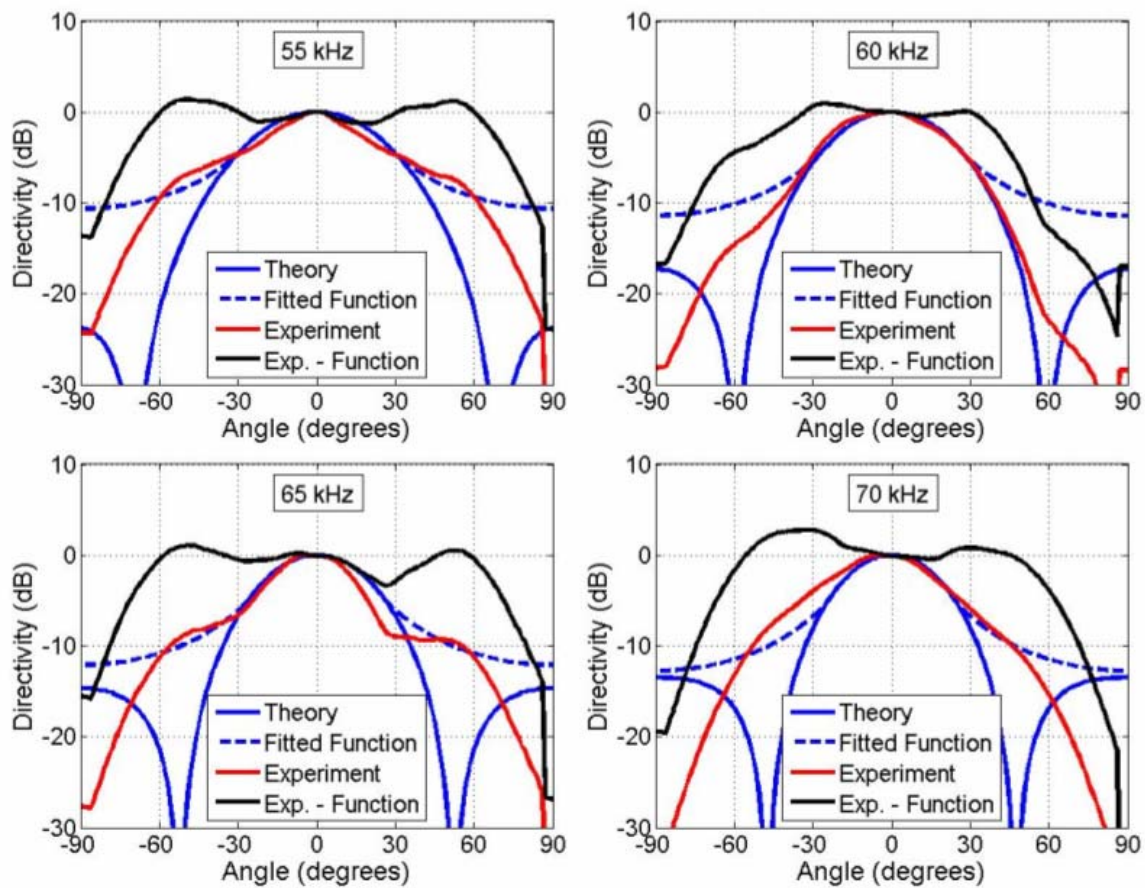 55 kHz
Directivity (dB)
10
0
-10
-20
-30
Theory
Fitted Function
Experiment
Exp. - Function
-90 -60 -30 0 30 60 90
Angle (degrees)
60 kHz
Directivity (dB)
10
0
-10
-20
-30
Theory
Fitted Function
Experiment
Exp. - Function
-90 -60 -30 0 30 60 90
Angle (degrees)
65 kHz
Directivity (dB)
10
0
-10
-20
-30
Theory
Fitted Function
Experiment
Exp. - Function
-90 -60 -30 0 30 60 90
Angle (degrees)
70 kHz
Directivity (dB)
10
0
-10
-20
-30
Theory
Fitted Function
Experiment
Exp. - Function
-90 -60 -30 0 30 60 90
Angle (degrees)